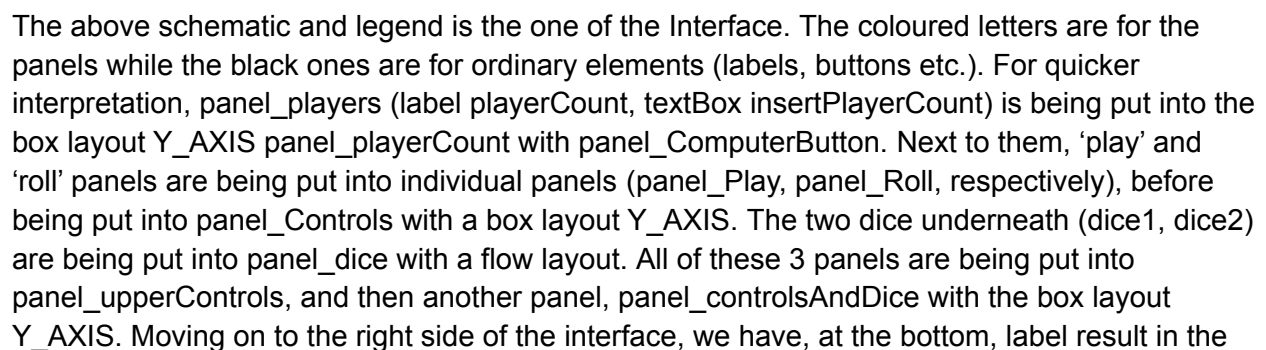 The above schematic and legend is the one of the Interface. The coloured letters are for the
panels while the black ones are for ordinary elements (labels, buttons etc.). For quicker
interpretation, panel_players (label playerCount, textBox insertPlayerCount) is being put into the
box layout Y_AXIS panel_playerCount with panel_ComputerButton. Next to them, ‘play’ and
‘roll’ panels are being put into individual panels (panel_Play, panel_Roll, respectively), before
being put into panel_Controls with a box layout Y_AXIS. The two dice underneath (dice1, dice2)
are being put into panel_dice with a flow layout. All of these 3 panels are being put into
panel_upperControls, and then another panel, panel_controlsAndDice with the box layout
Y_AXIS. Moving on to the right side of the interface, we have, at the bottom, label result in the